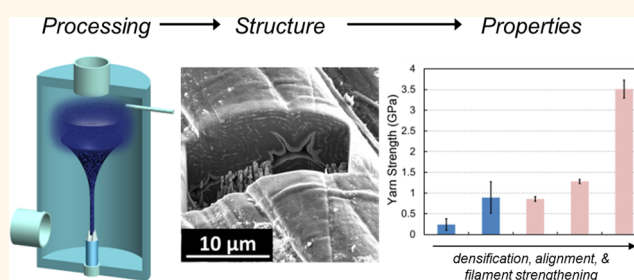 Processing Structure Properties
10 µm
Yarn Strength (GPa)
4
3.5
3
2.5
2
1.5
1
0.5
0
densification, alignment, &
filament strengthening